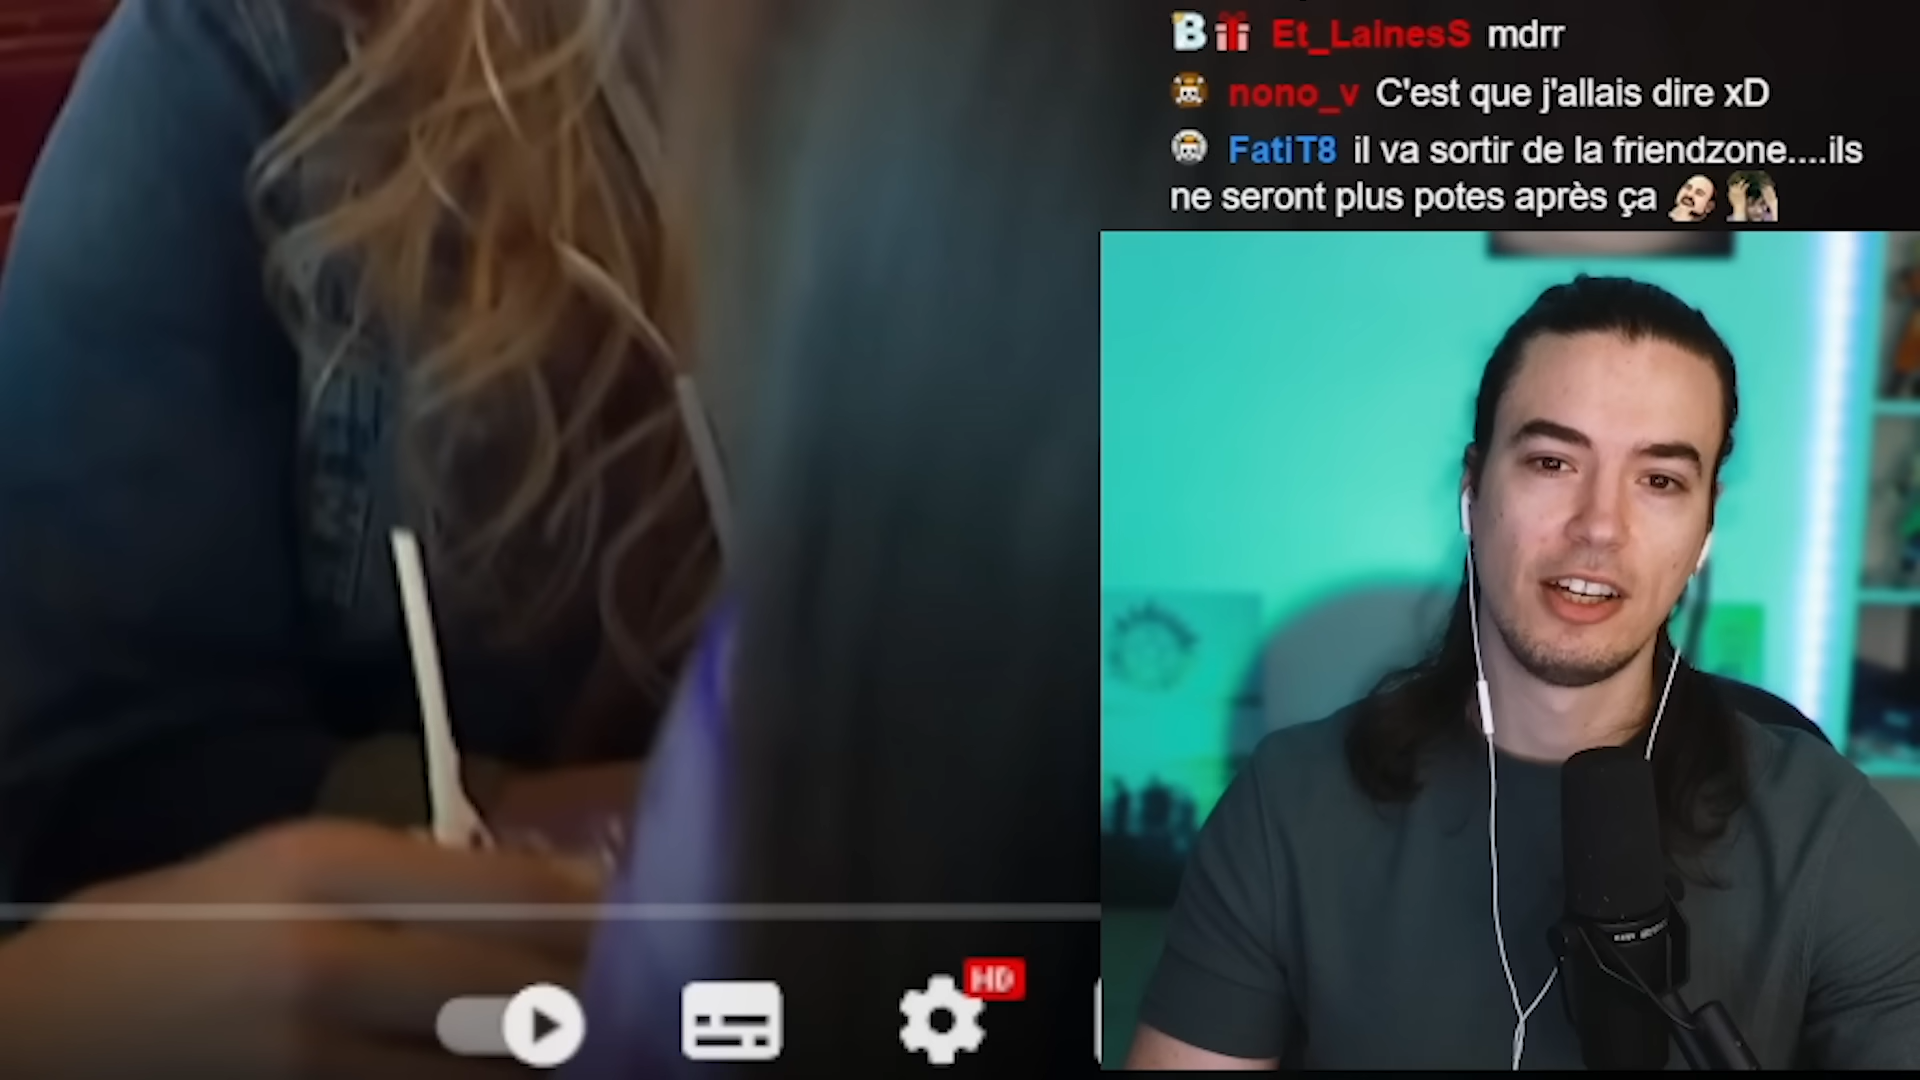 Et_LainesS mdrr
nono_v C'est que j'allais dire xD
FatiT8 il va sortir de la friendzone....ils
ne seront plus potes après ça
HD